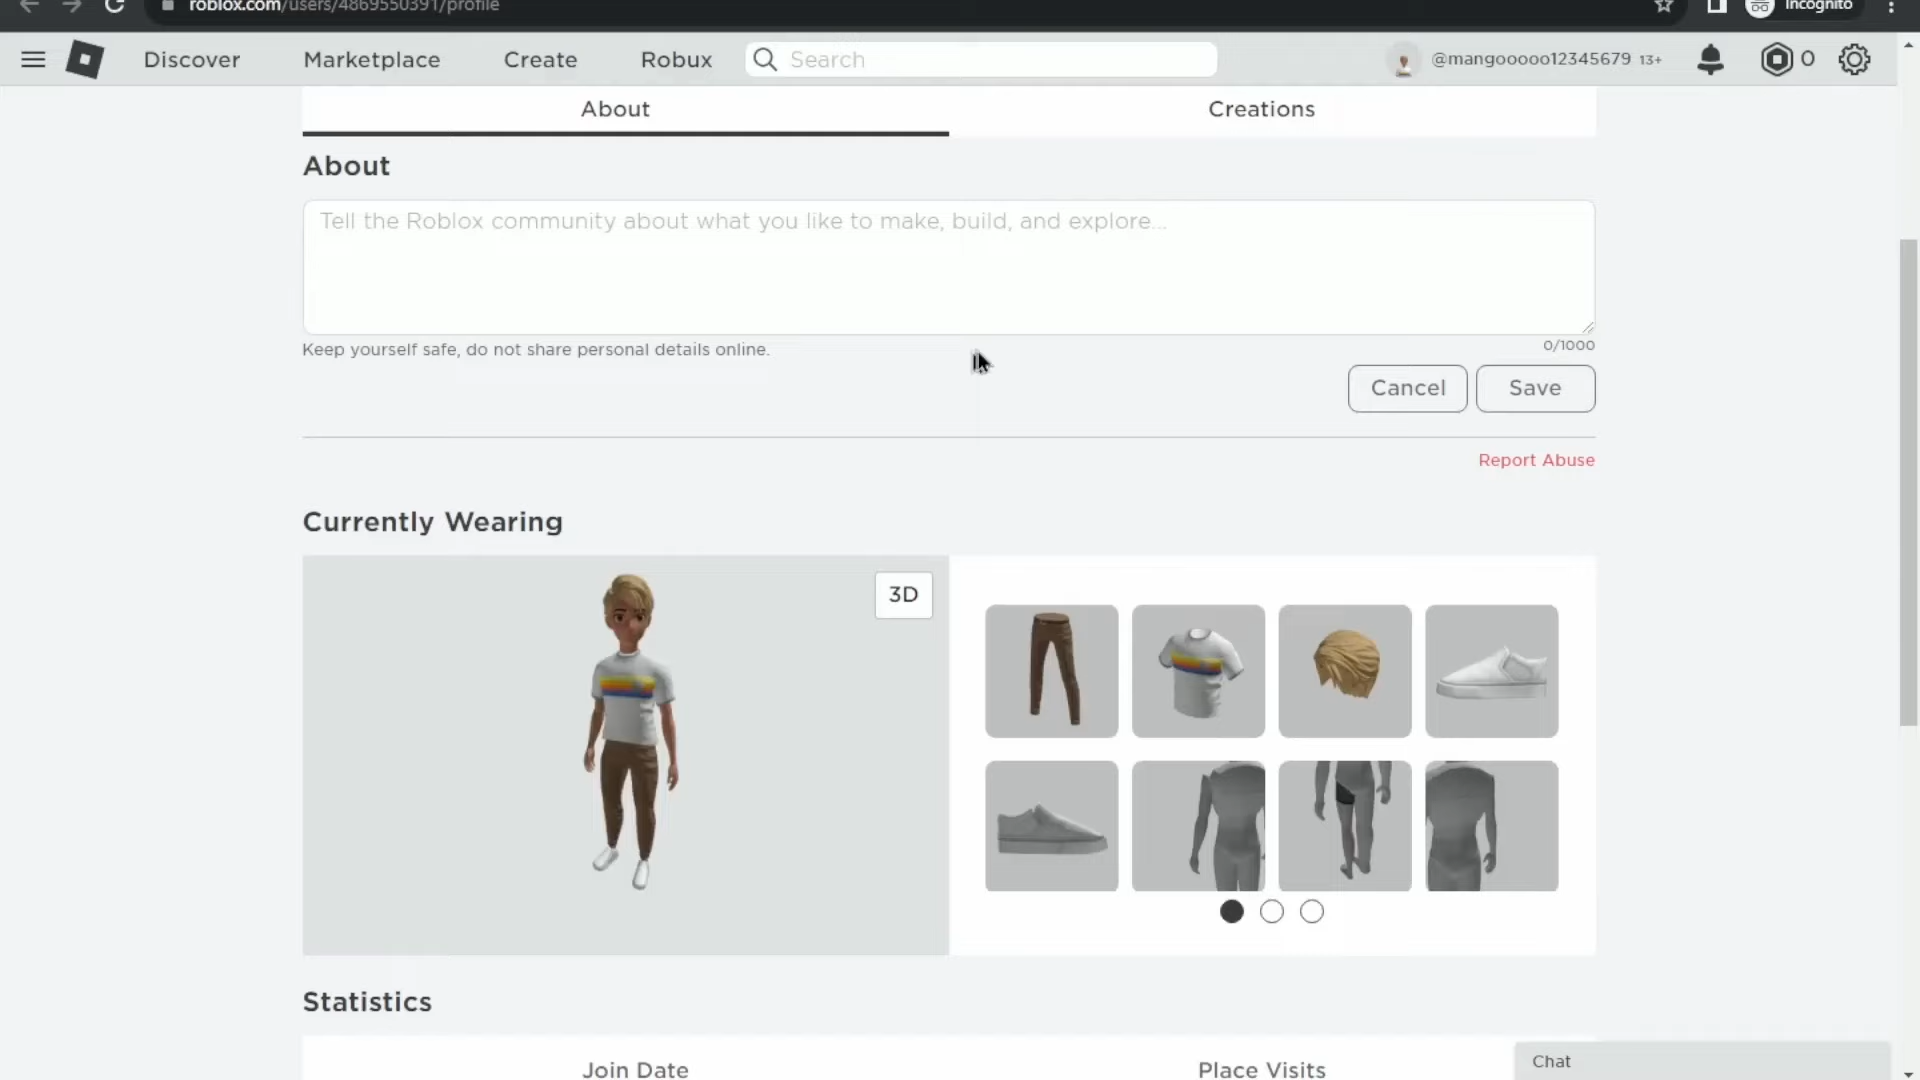 roblox.com/users/4869550391/profile
Incognito
Discover
Marketplace
Create
Robux
Search
@mangooooo12345679 13+
0
About
Creations
About
Tell the Roblox community about what you like to make, build, and explore...
Keep yourself safe, do not share personal details online.
0/1000
Cancel
Save
Report Abuse
Currently Wearing
3D
Statistics
Join Date
Place Visits
Chat